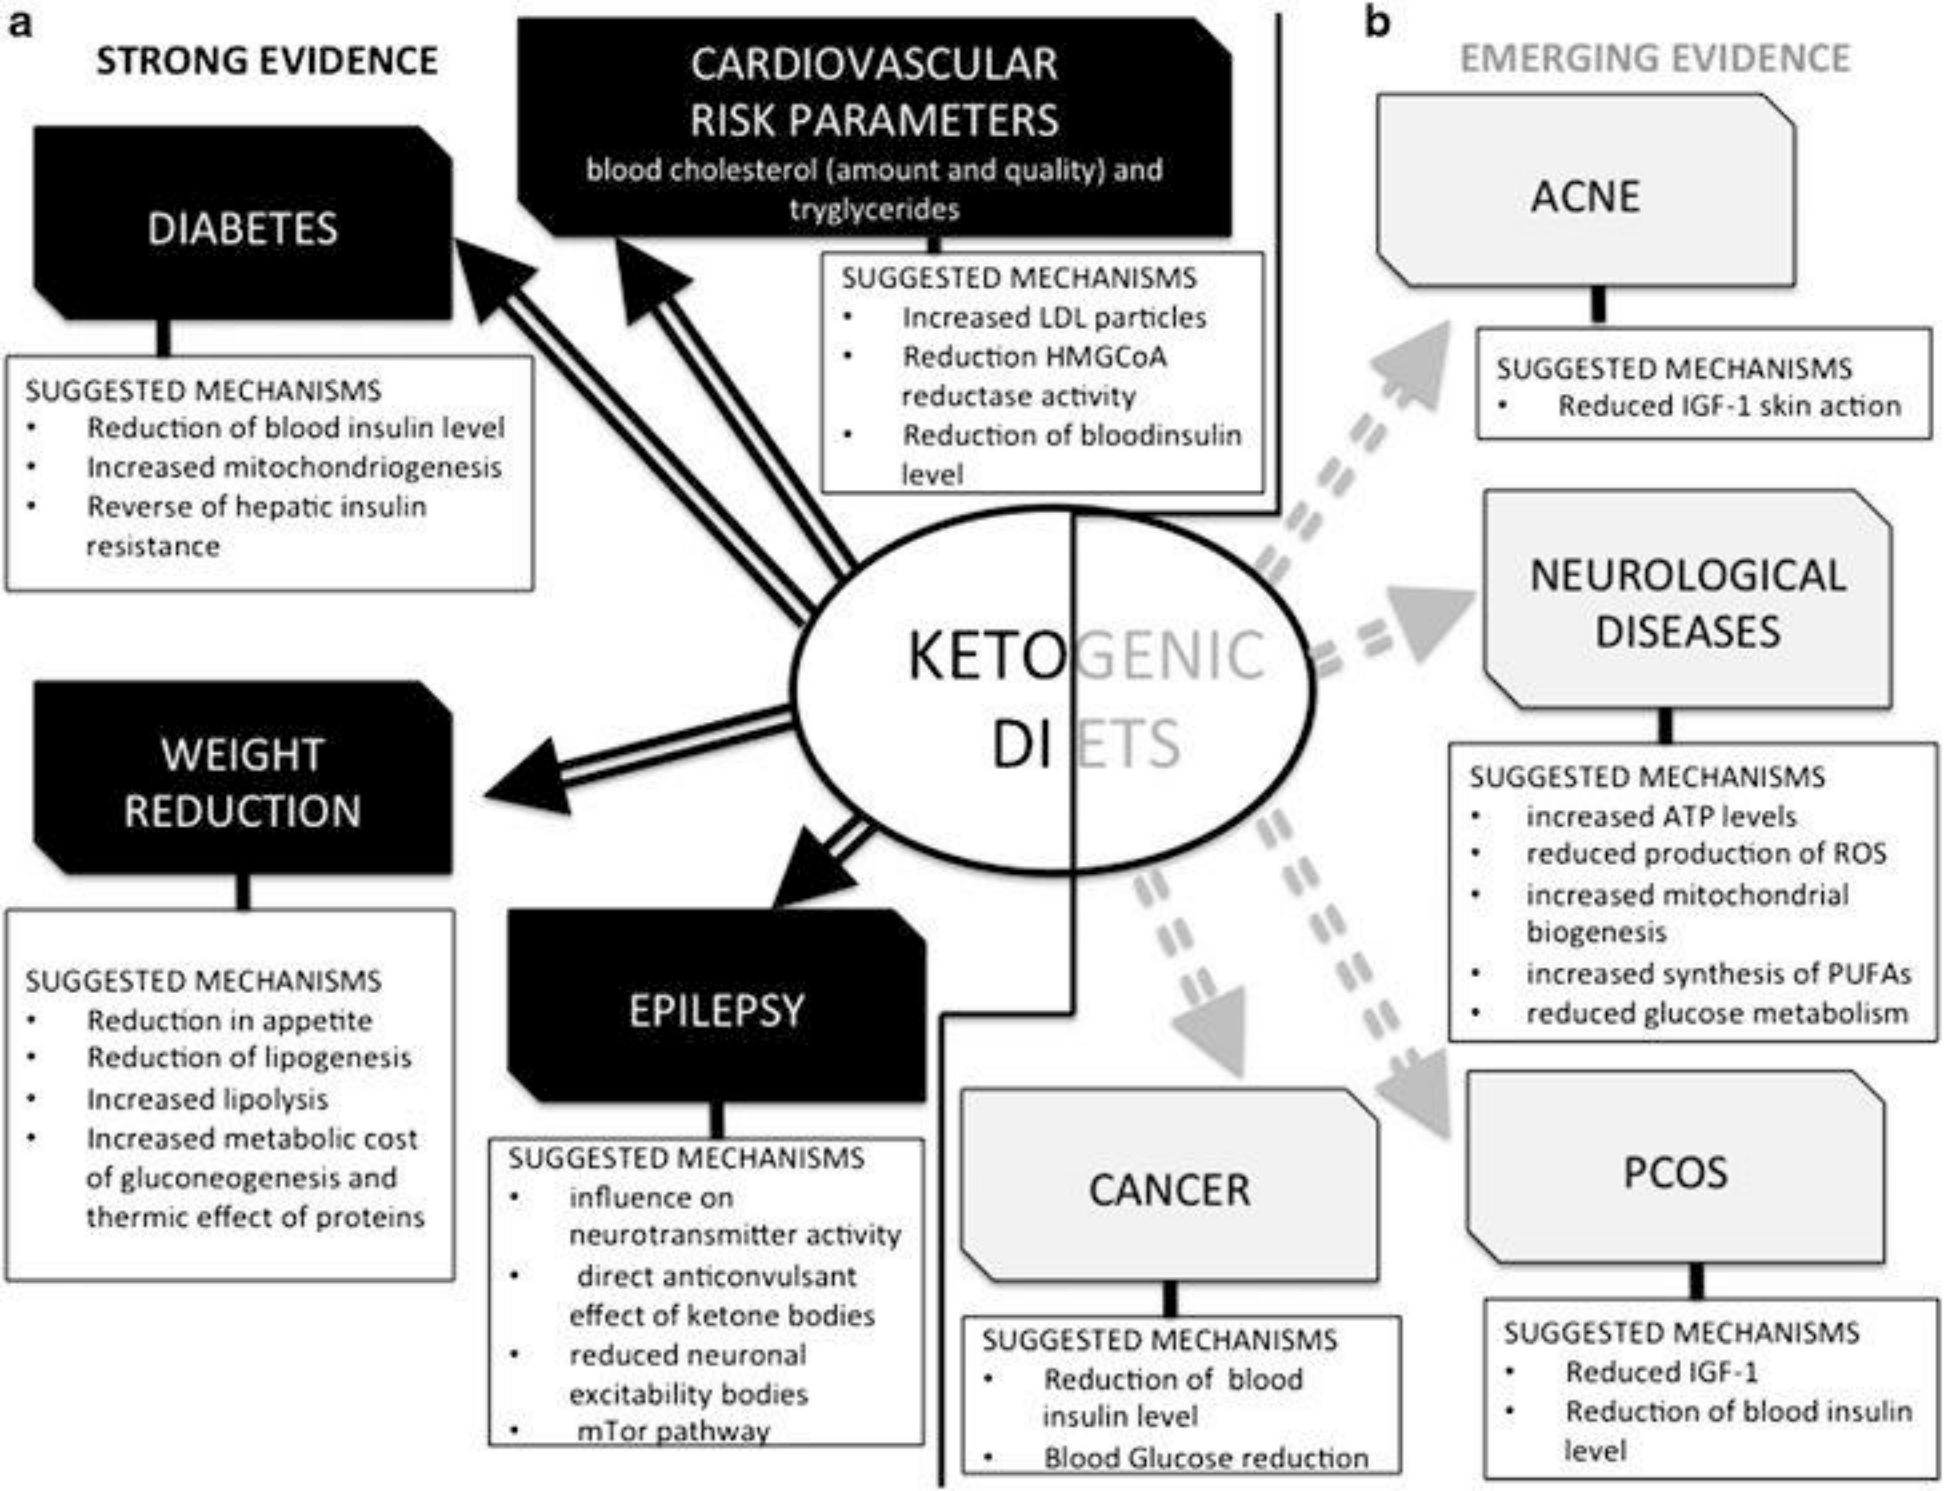 a
STRONG EVIDENCE
CARDIOVASCULAR
RISK PARAMETERS
blood cholesterol (amount and quality) and
tryglycerides
SUGGESTED MECHANISMS
• Increased LDL particles
• Reduction HMGCoA
reductase activity
• Reduction of bloodinsulin
level
DIABETES
SUGGESTED MECHANISMS
• Reduction of blood insulin level
• Increased mitochondriogenesis
• Reverse of hepatic insulin
resistance
KETOGENIC
DIETS
WEIGHT
REDUCTION
SUGGESTED MECHANISMS
• Reduction in appetite
• Reduction of lipogenesis
• Increased lipolysis
• Increased metabolic cost
of gluconeogenesis and
thermic effect of proteins
EPILEPSY
SUGGESTED MECHANISMS
• influence on
neurotransmitter activity
• direct anticonvulsant
effect of ketone bodies
• reduced neuronal
excitability bodies
• mTor pathway
b
EMERGING EVIDENCE
ACNE
SUGGESTED MECHANISMS
• Reduced IGF-1 skin action
NEUROLOGICAL
DISEASES
SUGGESTED MECHANISMS
• increased ATP levels
• reduced production of ROS
• increased mitochondrial
biogenesis
• increased synthesis of PUFAs
• reduced glucose metabolism
CANCER
SUGGESTED MECHANISMS
• Reduction of blood
insulin level
• Blood Glucose reduction
PCOS
SUGGESTED MECHANISMS
• Reduced IGF-1
• Reduction of blood insulin
level